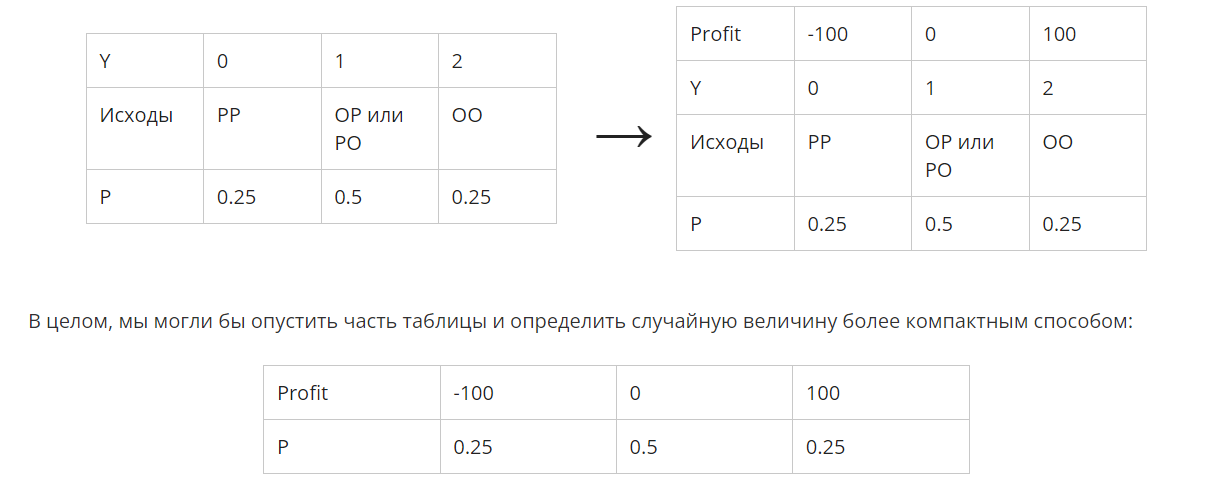 Y 0 1 2
Исходы РР ОР или РО ОО
P 0.25 0.5 0.25
→
Profit -100 0 100
Y 0 1 2
Исходы РР ОР или РО ОО
P 0.25 0.5 0.25
В целом, мы могли бы опустить часть таблицы и определить случайную величину более компактным способом:
Profit -100 0 100
P 0.25 0.5 0.25